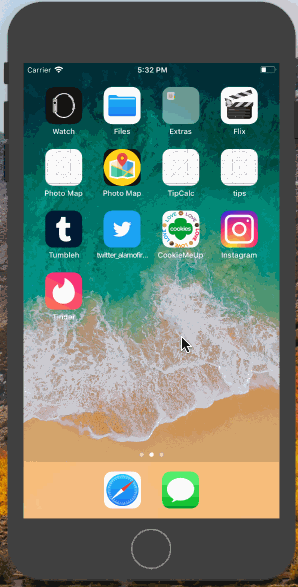 Carrier 5:32 PM
Watch Files Extras Flix
Photo Map Photo Map TipCalc tips
Tumbleh twitter_alamofir... CookieMeUp Instagram
Tinder